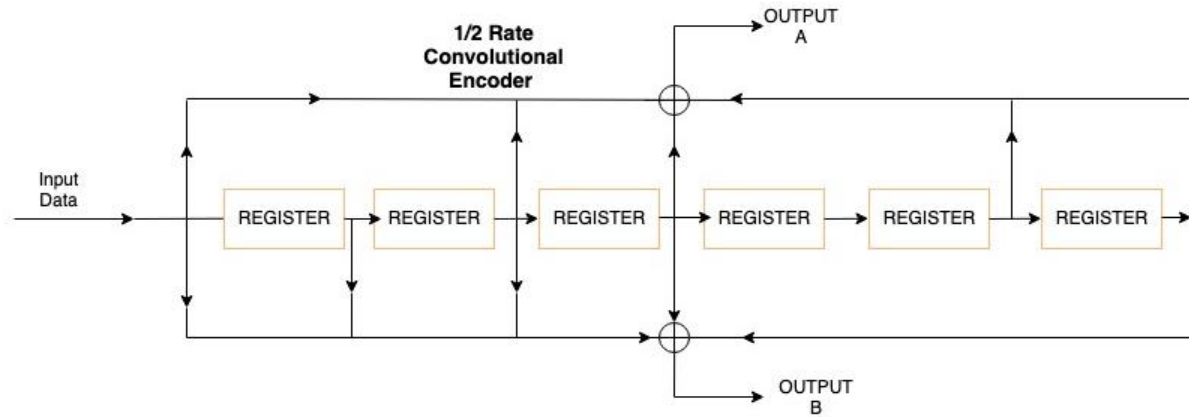 1/2 Rate
Convolutional
Encoder
OUTPUT
A
Input
Data
REGISTER
REGISTER
REGISTER
REGISTER
REGISTER
REGISTER
OUTPUT
B